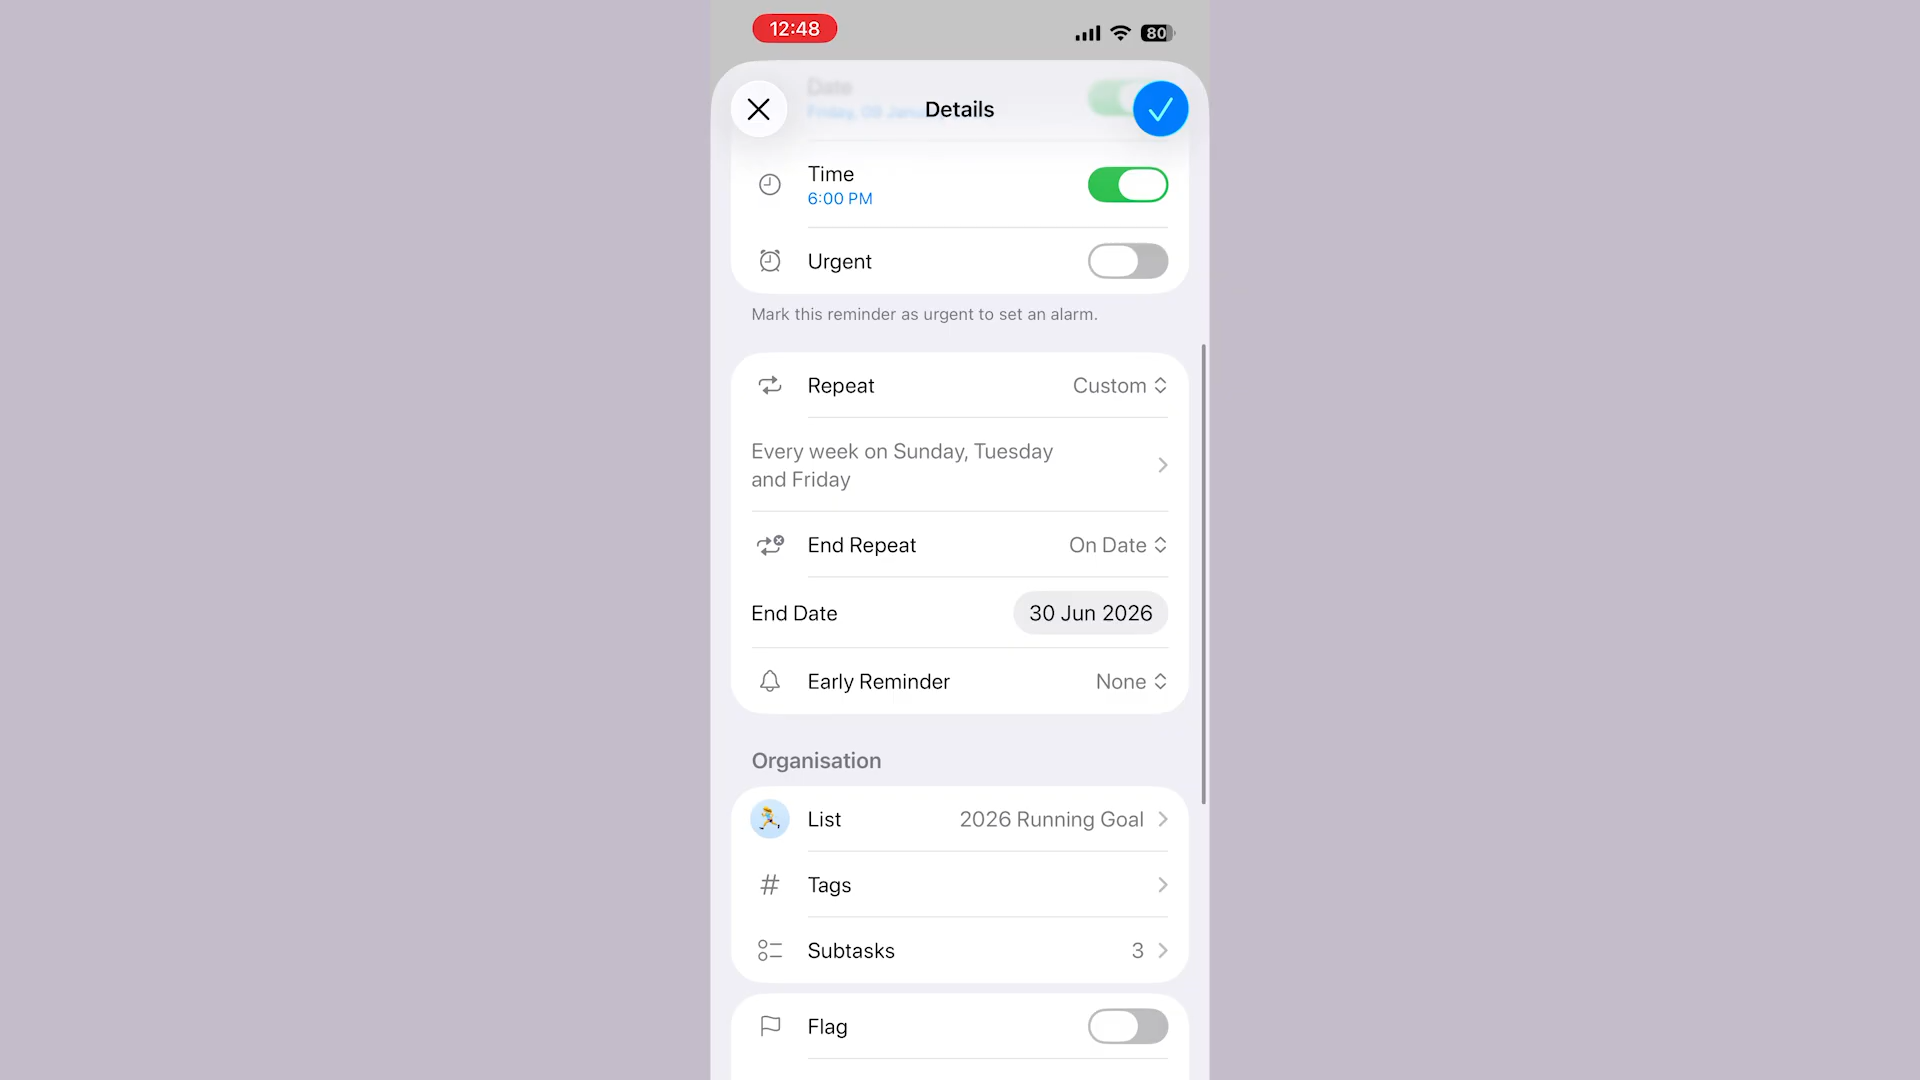 12:48
80
Date
Details
Time
6:00 PM
Urgent
Mark this reminder as urgent to set an alarm.
Repeat
Custom
Every week on Sunday, Tuesday
and Friday
End Repeat
On Date
End Date
30 Jun 2026
Early Reminder
None
Organisation
List
2026 Running Goal
#
Tags
Subtasks
3
Flag